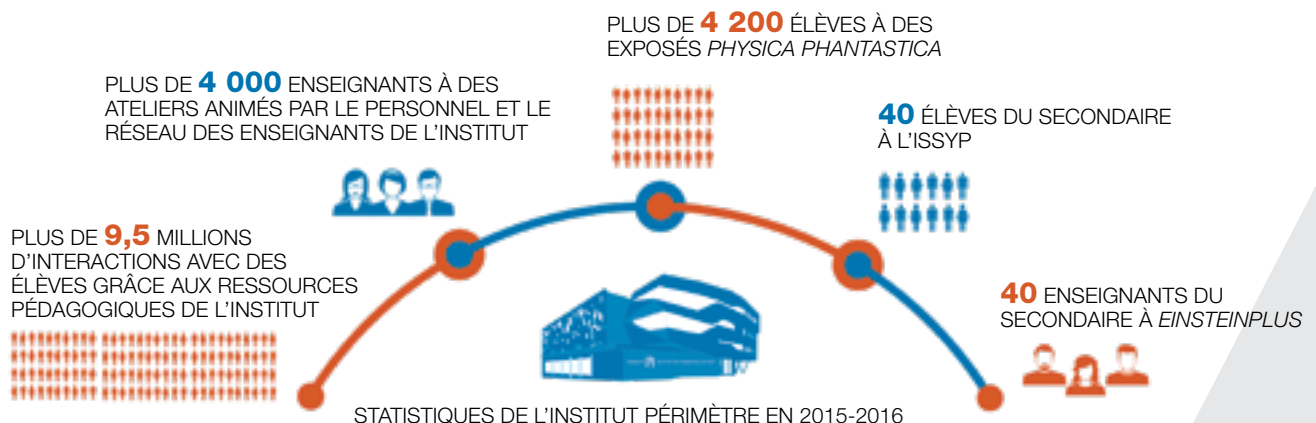 PLUS DE 9,5 MILLIONS
D'INTERACTIONS AVEC DES
ÉLÈVES GRÂCE AUX RESSOURCES
PÉDAGOGIQUES DE L'INSTITUT
PLUS DE 4 000 ENSEIGNANTS À DES
ATELIERS ANIMÉS PAR LE PERSONNEL ET LE
RÉSEAU DES ENSEIGNANTS DE L'INSTITUT
PLUS DE 4 200 ÉLÈVES À DES
EXPOSÉS PHYSICA PHANTASTICA
40 ÉLÈVES DU SECONDAIRE
À L'ISSYP
40 ENSEIGNANTS DU
SECONDAIRE À EINSTEINPLUS
STATISTIQUES DE L'INSTITUT PÉRIMÈTRE EN 2015-2016